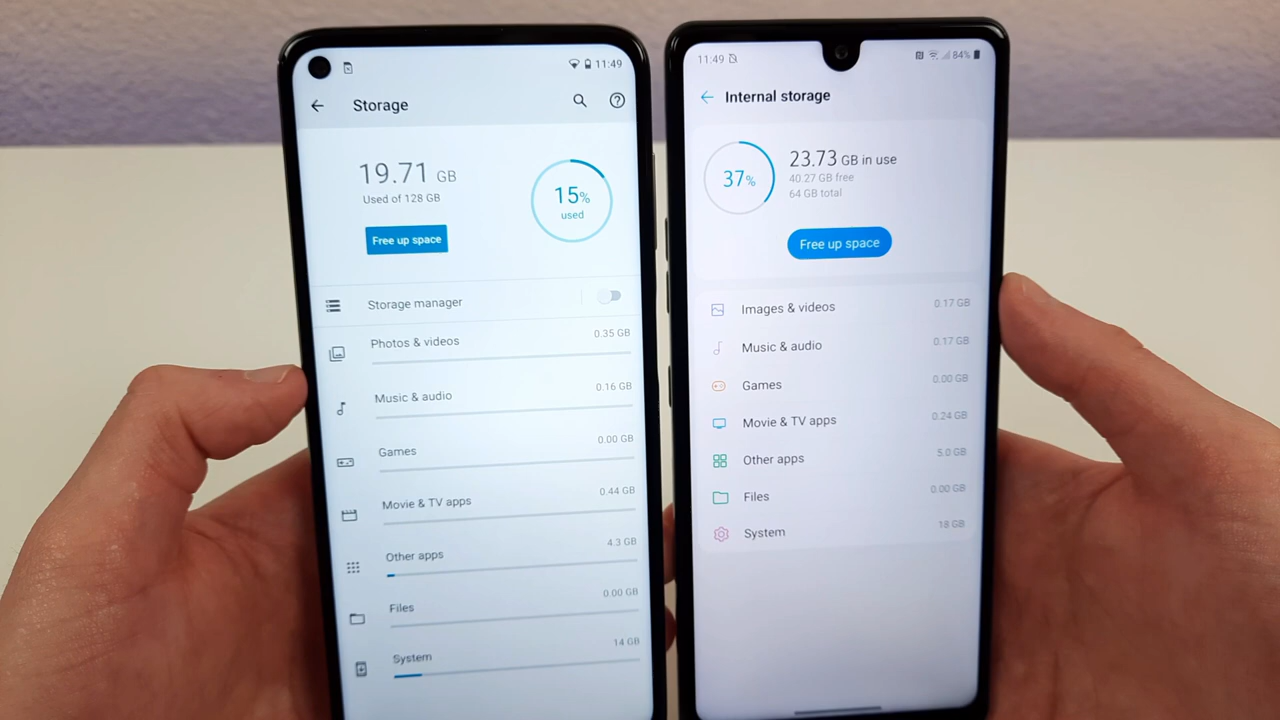 11:49
Storage
19.71 GB
Used of 128 GB
15%
used
Free up space
Storage manager
Photos & videos 0.35 GB
Music & audio 0.16 GB
Games 0.00 GB
Movie & TV apps 0.44 GB
Other apps 4.3 GB
Files 0.00 GB
System 14 GB
11:49 84%
Internal storage
37%
23.73 GB in use
40.27 GB free
64 GB total
Free up space
Images & videos 0.17 GB
Music & audio 0.17 GB
Games 0.00 GB
Movie & TV apps 0.24 GB
Other apps 5.0 GB
Files 0.00 GB
System 18 GB